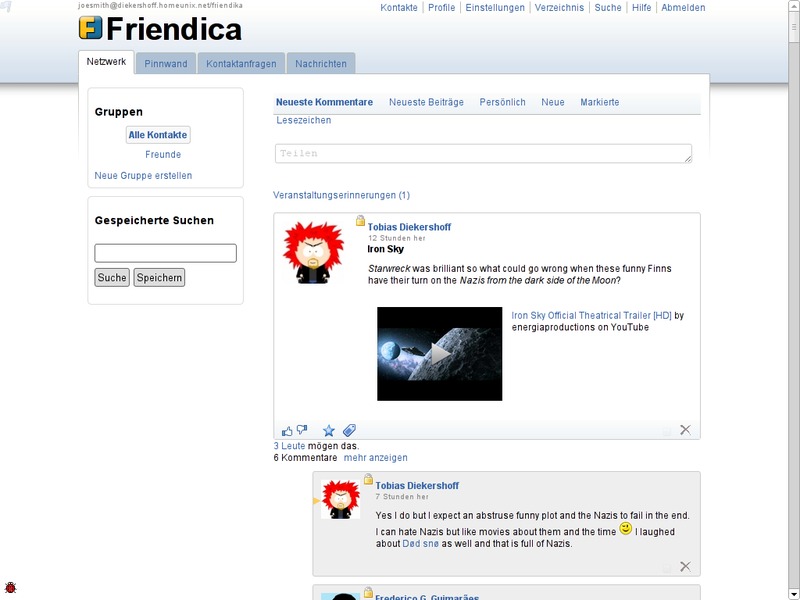 joesmith@diekershoff.homeunix.net/friendika
Kontakte Profile Einstellungen Verzeichnis Suche Hilfe Abmelden
Friendica
Netzwerk Pinnwand Kontaktanfragen Nachrichten
Gruppen
Alle Kontakte
Freunde
Neue Gruppe erstellen
Gespeicherte Suchen
Suche Speichern
Neueste Kommentare Neueste Beiträge Persönlich Neue Markierte
Lesezeichen
Teilen
Veranstaltungserinnerungen (1)
Tobias Diekershoff
12 Stunden her
Iron Sky
Starwreck was brilliant so what could go wrong when these funny Finns
have their turn on the Nazis from the dark side of the Moon?
Iron Sky Official Theatrical Trailer [HD] by
energiaproductions on YouTube
3 Leute mögen das.
6 Kommentare mehr anzeigen
Tobias Diekershoff
7 Stunden her
Yes I do but I expect an abstruse funny plot and the Nazis to fail in the end.
I can hate Nazis but like movies about them and the time I laughed
about Død snø as well and that is full of Nazis.
Frederico G. Guimarães